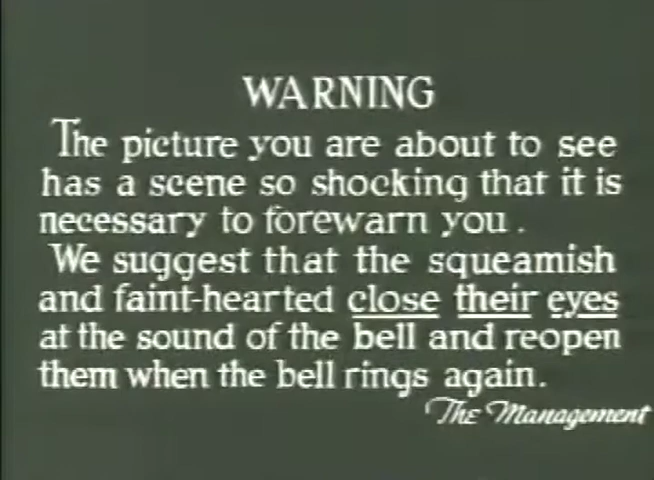 WARNING
The picture you are about to see
has a scene so shocking that it is
necessary to forewarn you.
We suggest that the squeamish
and faint-hearted close their eyes
at the sound of the bell and reopen
them when the bell rings again.
The Management